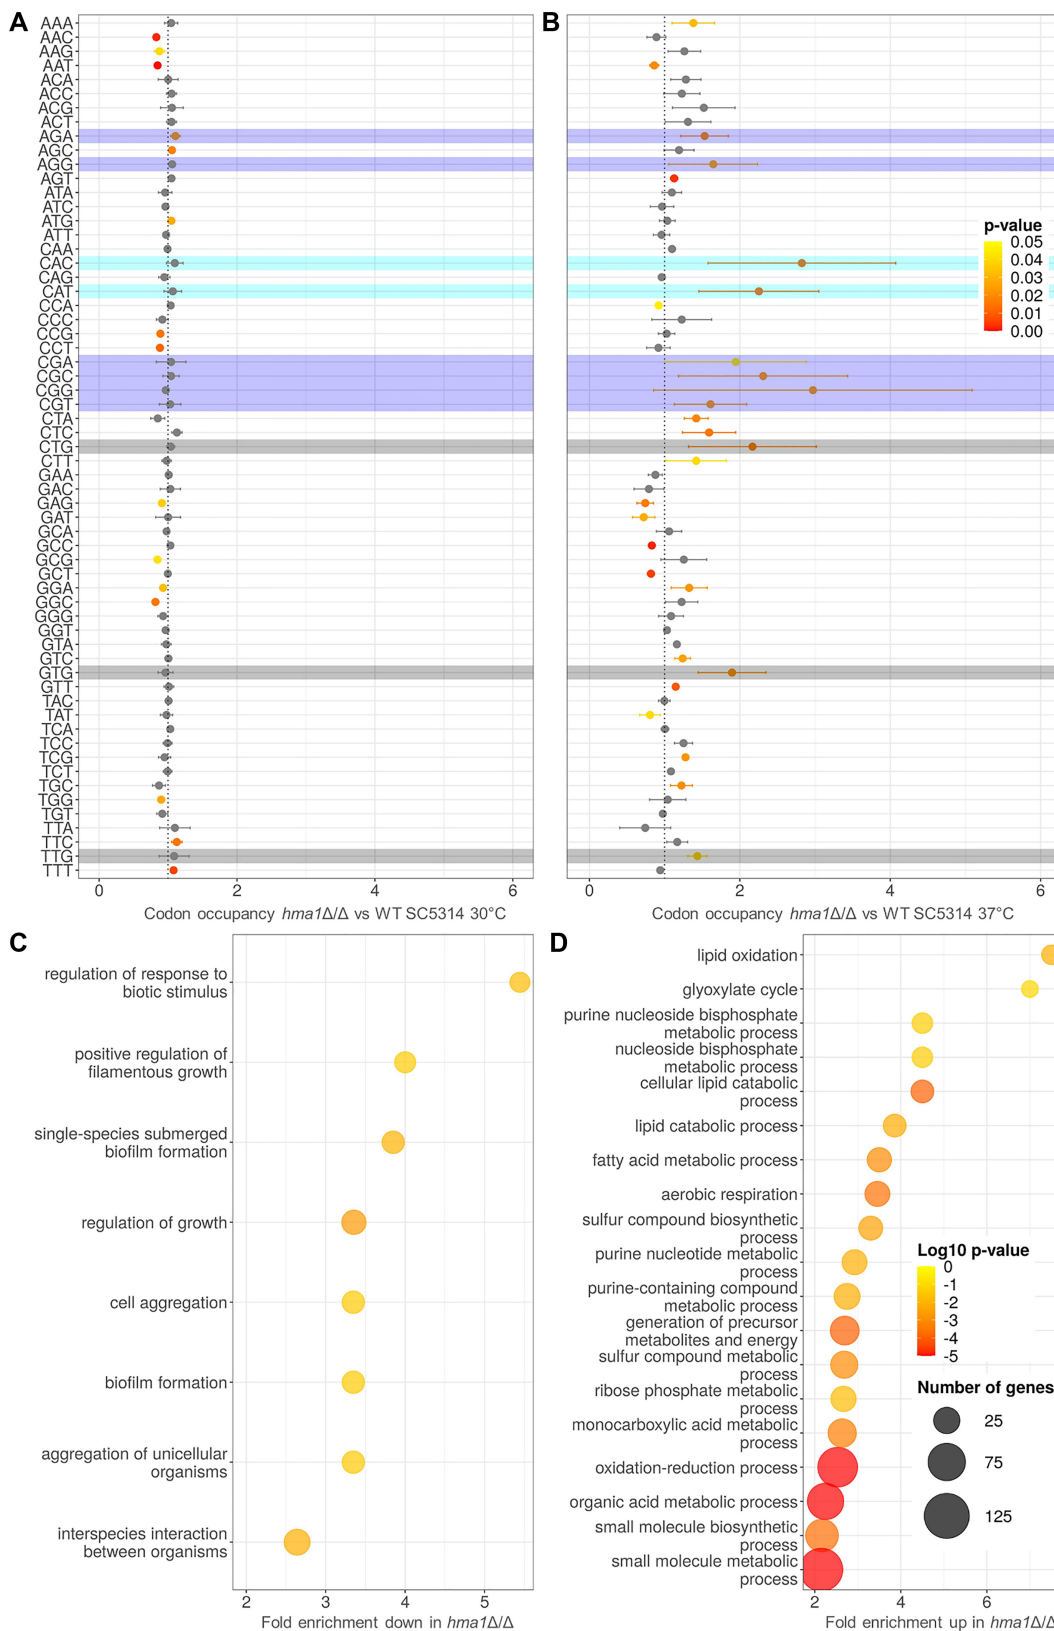 A
B
AAA
AAC
AAG
AAT
ACA
ACC
ACG
ACT
AGA
AGC
AGG
AGT
ATA
ATC
ATG
ATT
CAA
CAC
CAG
CAT
CCA
CCC
CCG
CCT
CGA
CGC
CGG
CGT
CTA
CTC
CTG
CTT
GAA
GAC
GAG
GAT
GCA
GCC
GCG
GCT
GGA
GGC
GGG
GGT
GTA
GTC
GTG
GTT
TAC
TAT
TCA
TCC
TCG
TCT
TGC
TGG
TGT
TTA
TTC
TTG
TTT
p-value
0.05
0.04
0.03
0.02
0.01
0.00
0 2 4 6
0 2 4 6
Codon occupancy hma1Δ/Δ vs WT SC5314 30°C
Codon occupancy hma1Δ/Δ vs WT SC5314 37°C
C
regulation of response to
biotic stimulus
positive regulation of
filamentous growth
single-species submerged
biofilm formation
regulation of growth
cell aggregation
biofilm formation
aggregation of unicellular
organisms
interspecies interaction
between organisms
2 3 4 5
Fold enrichment down in hma1Δ/Δ
D
lipid oxidation
glyoxylate cycle
purine nucleoside bisphosphate
metabolic process
nucleoside bisphosphate
metabolic process
cellular lipid catabolic
process
lipid catabolic process
fatty acid metabolic process
aerobic respiration
sulfur compound biosynthetic
process
purine nucleotide metabolic
process
purine-containing compound
metabolic process
generation of precursor
metabolites and energy
sulfur compound metabolic
process
ribose phosphate metabolic
process
monocarboxylic acid metabolic
process
oxidation-reduction process
organic acid metabolic process
small molecule biosynthetic
process
small molecule metabolic
process
Log10 p-value
0
-1
-2
-3
-4
-5
Number of genes
25
75
125
2 4 6
Fold enrichment up in hma1Δ/Δ